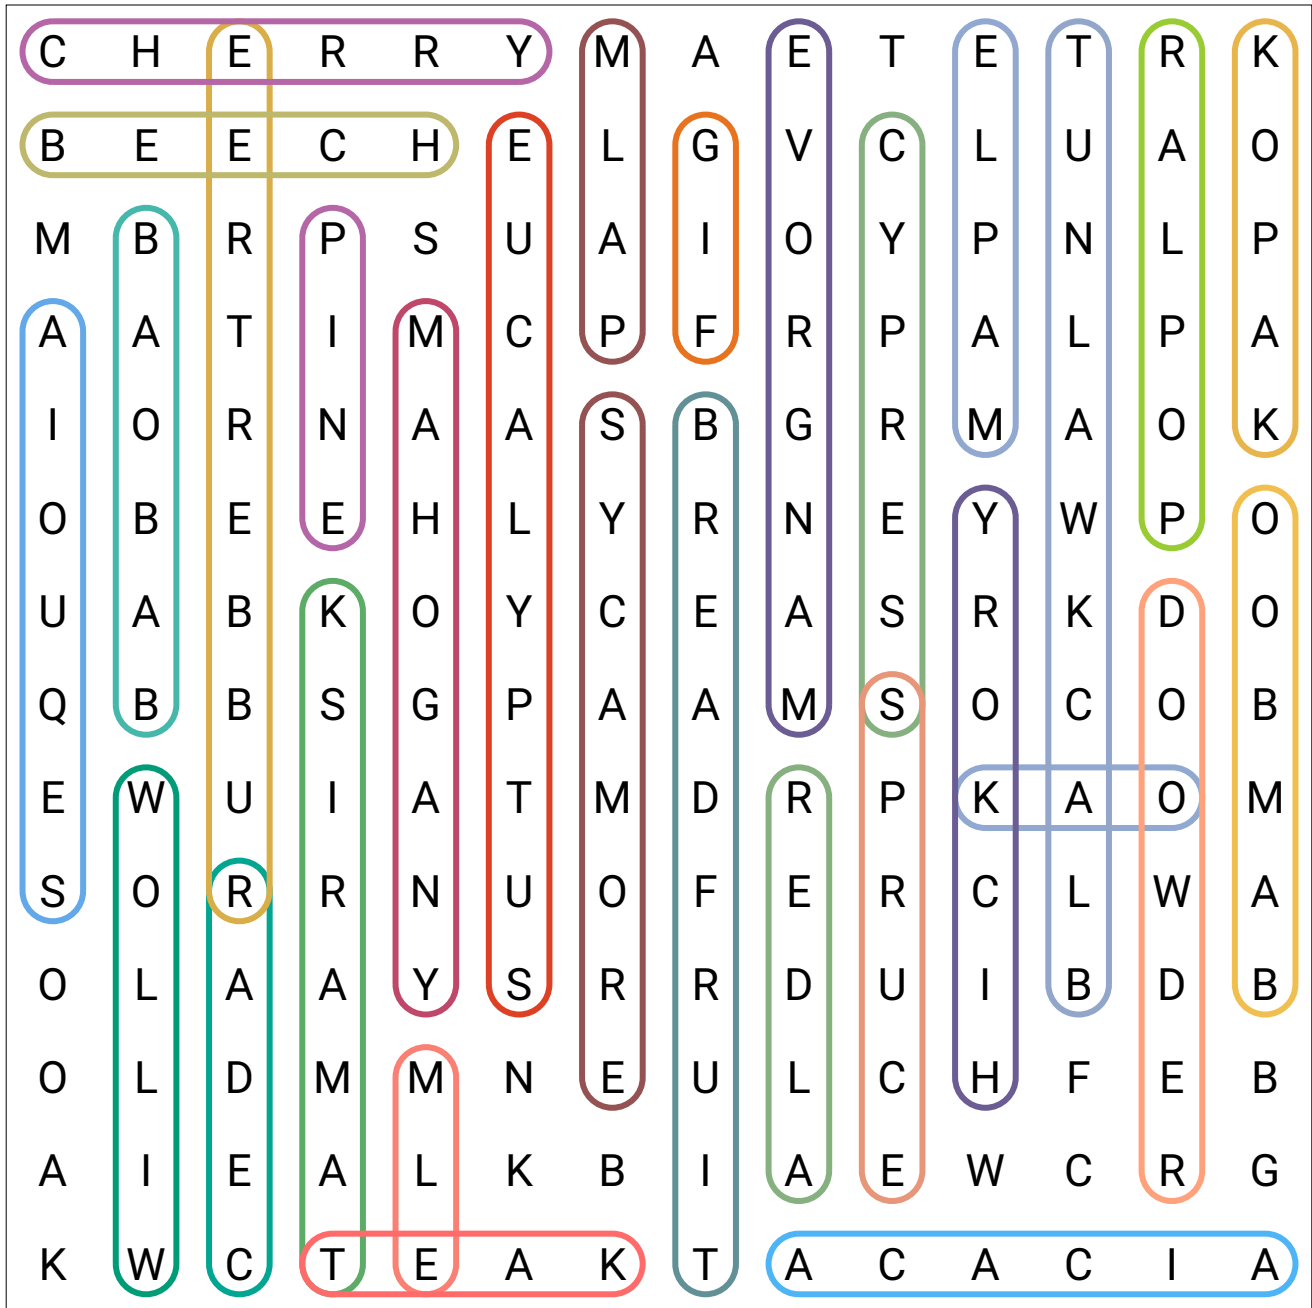 C H E R R Y M A E T E T R K
B E E C H E L G V C L U A O
M B R P S U A I O Y P N L P
A A T I M C P F R P A L P A
I O R N A A S B G R M A O K
O B E E H L Y R N E Y W P O
U A B K O Y C E A S R K D O
Q B B S G P A A M S O C O B
E W U I A T M D R P K A O M
S O R R N U O F E R C L W A
O L A A Y S R R D U I B D B
O L D M M N E U L C H F E B
A I E A L K B I A E W C R G
K W C T E A K T A C A C I A